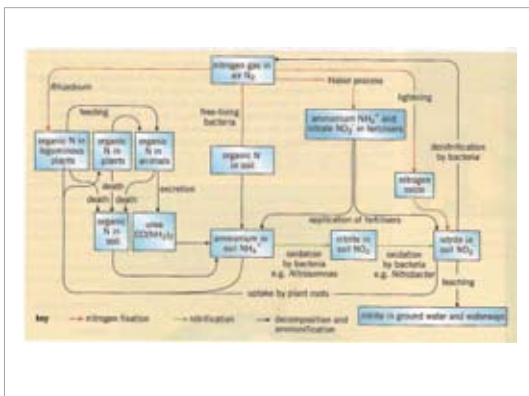 nitrogen gas in
air N₂
Rhizobium
Haber process
feeding
free-living
bacteria
lightning
ammonium NH₄⁺ and
nitrate NO₃⁻ in fertilisers
denitrification
by bacteria
organic N in
leguminous
plants
organic
N in
plants
organic
N in
animals
organic N
in soil
nitrogen
oxide
death
death
death
excretion
application of fertilisers
organic
N in
soil
urea
CO(NH₂)₂
ammonium in
soil NH₄⁺
nitrite in
soil NO₂
nitrite in
soil NO₃
oxidation
by bacteria
e.g. Nitrosomnas
oxidation
by bacteria
e.g. Nitrobacter
leaching
uptake by plant roots
nitrite in ground water and waterways
key
nitrogen fixation
nitrification
decomposition and
ammonification